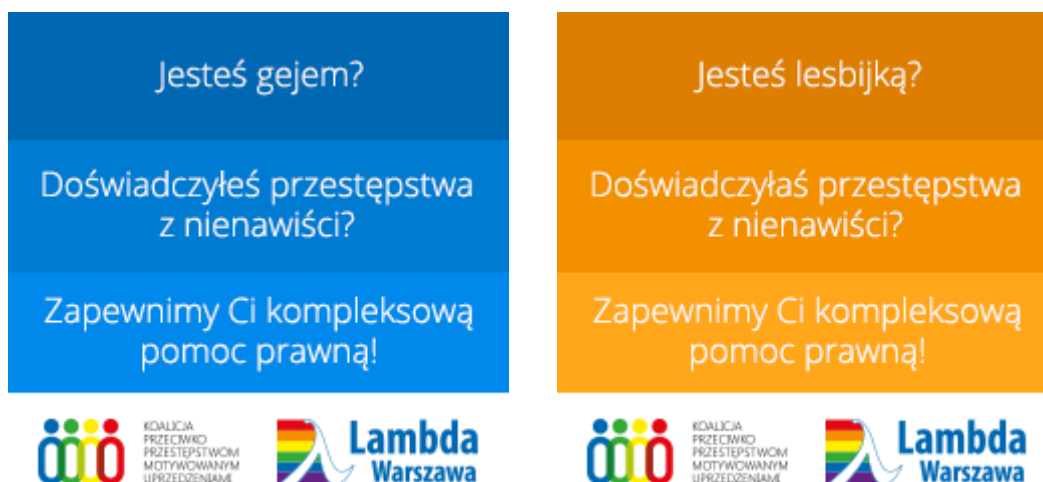 Jesteś gejem?
Doświadczyłeś przestępstwa
z nienawiści?
Zapewnimy Ci kompleksową
pomoc prawną!
KOALICJA
PRZECIWKO
PRZESTĘPSTWOM
MOTYWOWANYM
UPRZEDZENIAMI
Lambda
Warszawa
Jesteś lesbijką?
Doświadczyłaś przestępstwa
z nienawiści?
Zapewnimy Ci kompleksową
pomoc prawną!
KOALICJA
PRZECIWKO
PRZESTĘPSTWOM
MOTYWOWANYM
UPRZEDZENIAMI
Lambda
Warszawa